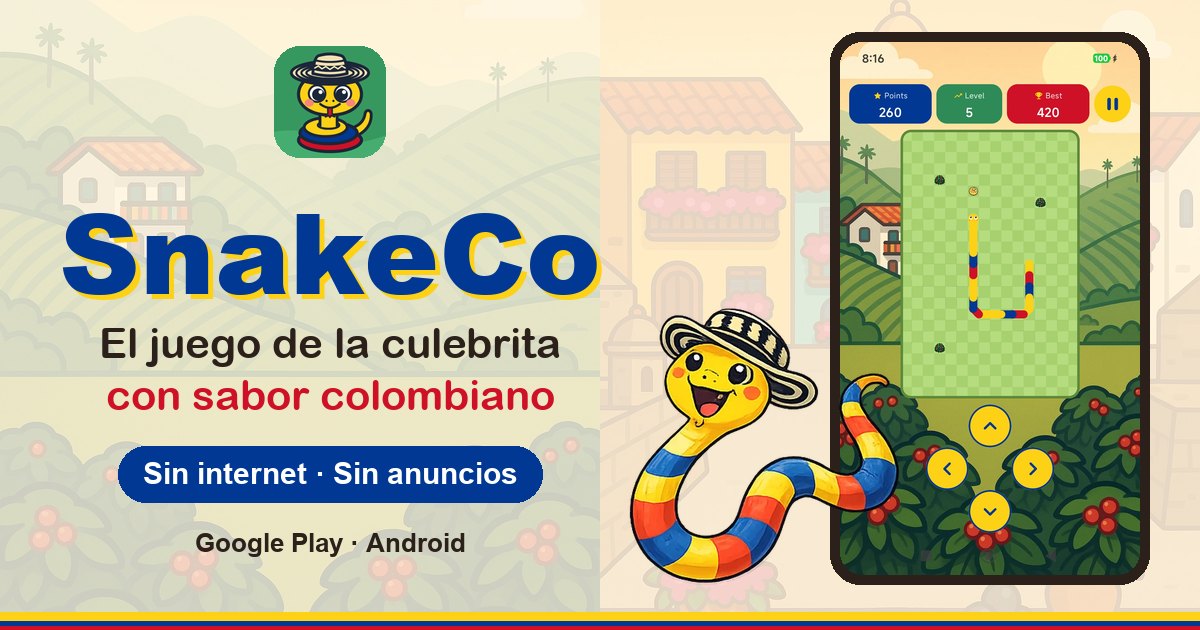 SnakeCo
El juego de la culebrita
con sabor colombiano
Sin internet · Sin anuncios
Google Play · Android
8:16
100
Points
260
Level
5
Best
420